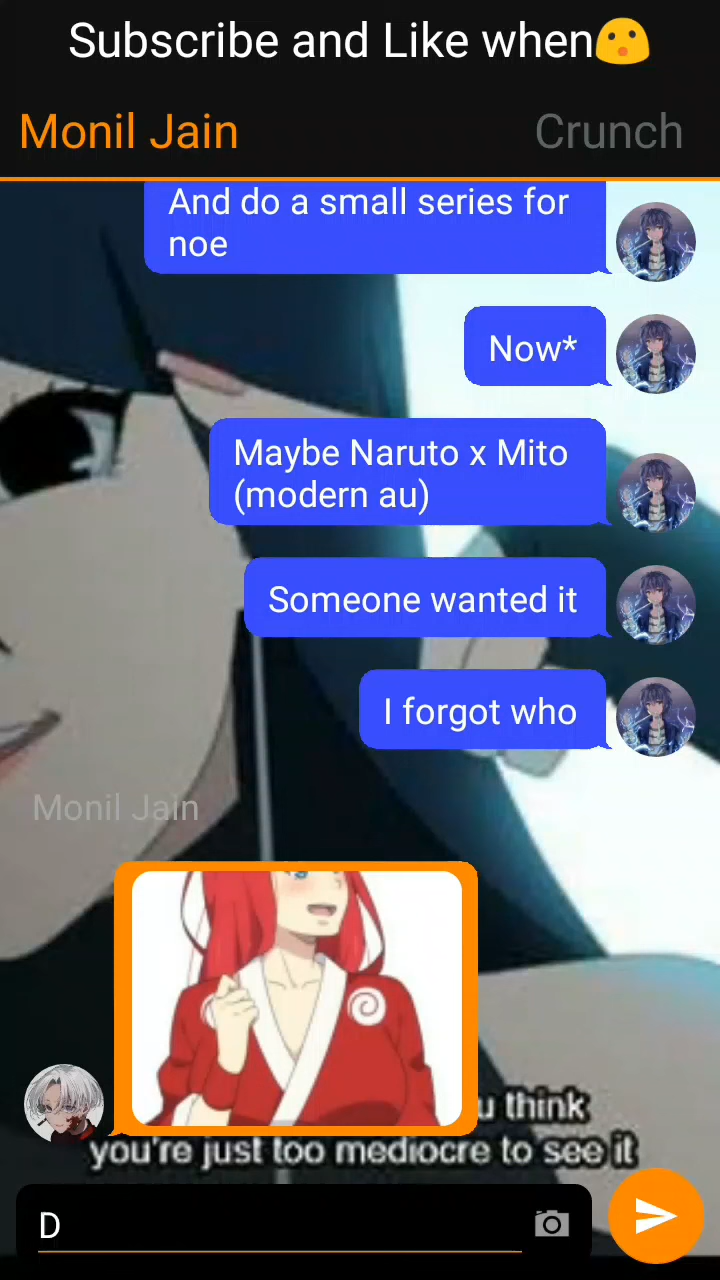 Subscribe and Like when😮
Monil Jain
Crunch
And do a small series for
noe
Now*
Maybe Naruto x Mito
(modern au)
Someone wanted it
I forgot who
Monil Jain
u think
you're just too mediocre to see it
D